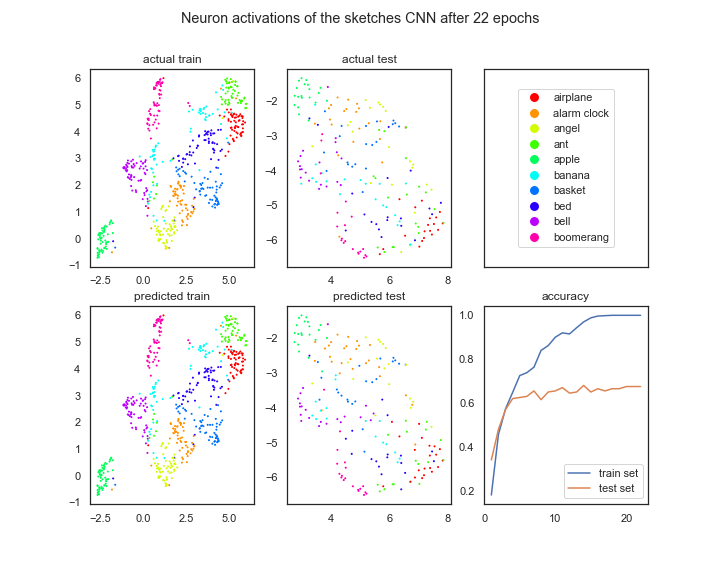 Neuron activations of the sketches CNN after 22 epochs
actual train
actual test
6
5
4
3
2
1
0
−1
−2.5 0.0 2.5 5.0
−2
−3
−4
−5
−6
4 6 8
airplane
alarm clock
angel
ant
apple
banana
basket
bed
bell
boomerang
predicted train
predicted test
accuracy
6
5
4
3
2
1
0
−1
−2.5 0.0 2.5 5.0
−2
−3
−4
−5
−6
4 6 8
1.0
0.8
0.6
0.4
0.2
train set
test set
0 10 20